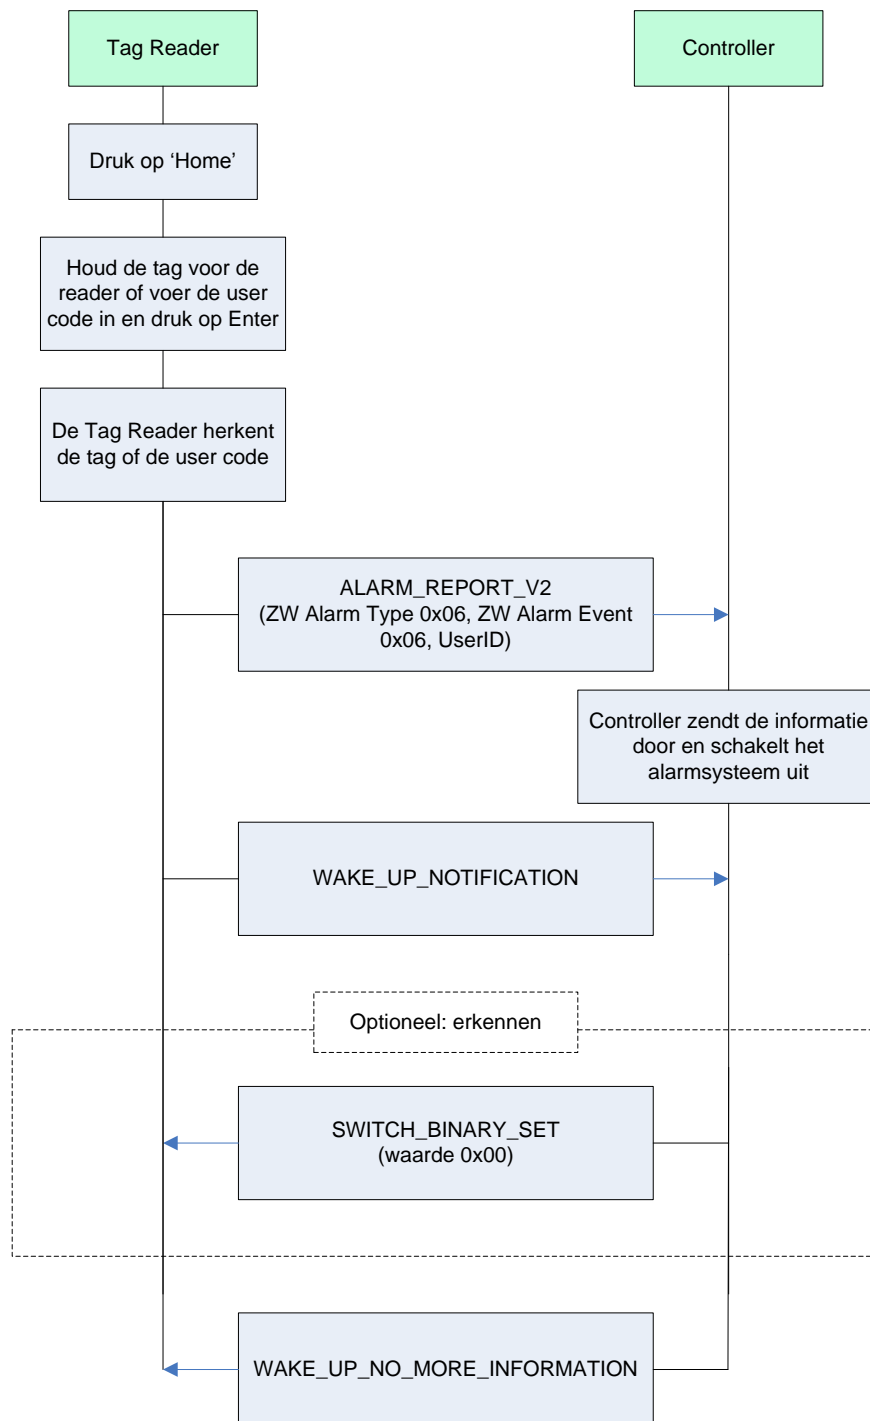 Tag Reader
Controller
Druk op ‘Home’
Houd de tag voor de
reader of voer de user
code in en druk op Enter
De Tag Reader herkent
de tag of de user code
ALARM_REPORT_V2
(ZW Alarm Type 0x06, ZW Alarm Event
0x06, UserID)
Controller zendt de informatie
door en schakelt het
alarmsysteem uit
WAKE_UP_NOTIFICATION
Optioneel: erkennen
SWITCH_BINARY_SET
(waarde 0x00)
WAKE_UP_NO_MORE_INFORMATION